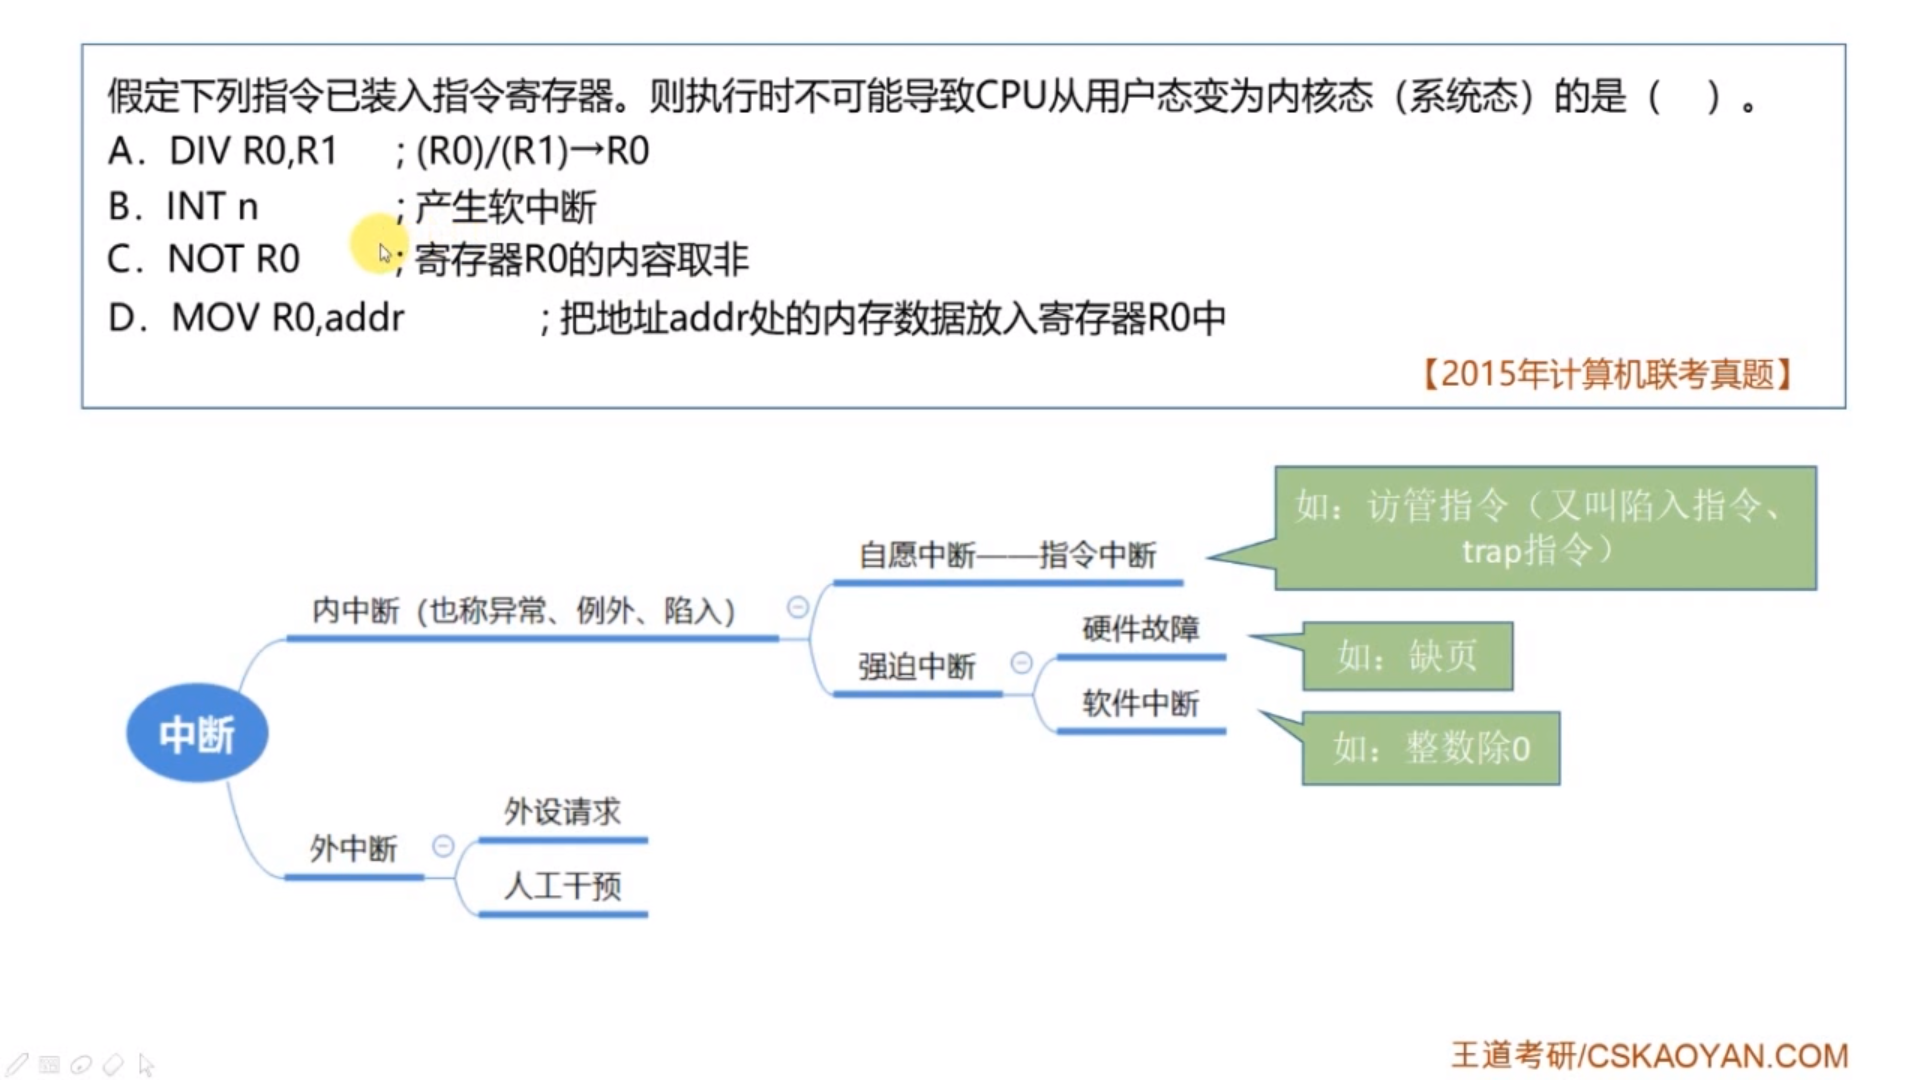 假定下列指令已装入指令寄存器。则执行时不可能导致CPU从用户态变为内核态（系统态）的是（　）。
A．DIV R0,R1　；(R0)/(R1)→R0
B．INT n　；产生软中断
C．NOT R0　；寄存器R0的内容取非
D．MOV R0,addr　；把地址addr处的内存数据放入寄存器R0中
【2015年计算机联考真题】
如：访管指令（又叫陷入指令、
trap指令）
自愿中断——指令中断
内中断（也称异常、例外、陷入）
硬件故障
如：缺页
强迫中断
软件中断
如：整数除0
中断
外设请求
外中断
人工干预
王道考研/CSKAOYAN.COM